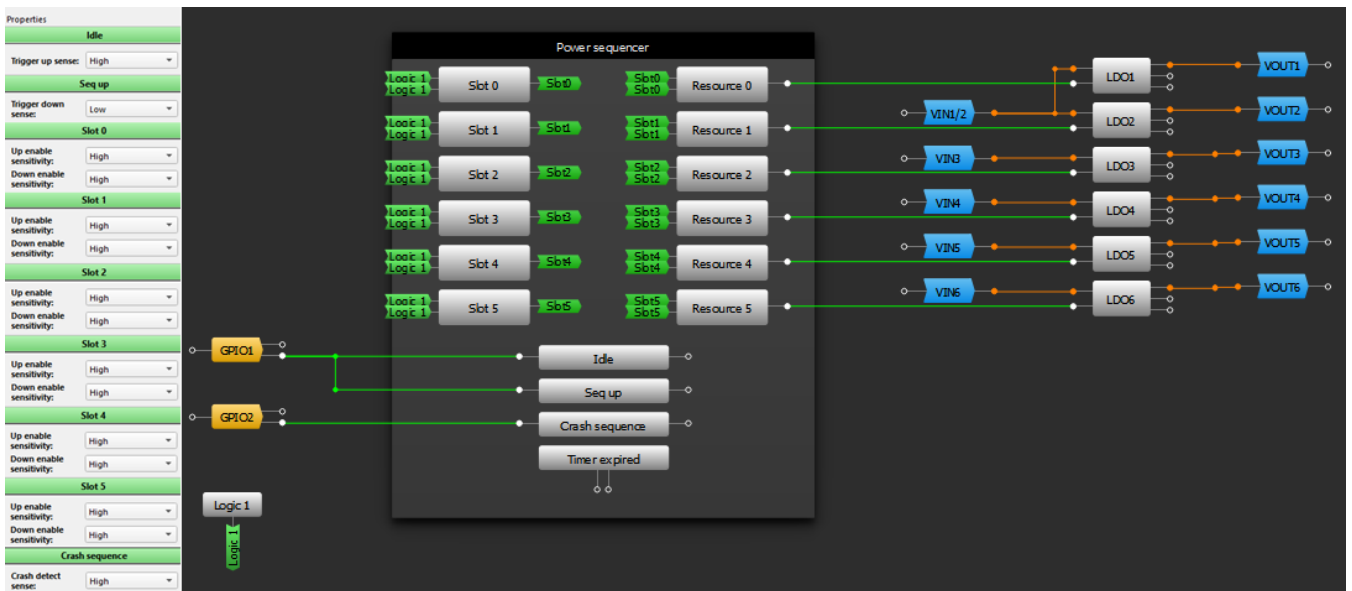 Properties
Idle
Trigger up sense: High
Seq up
Trigger down
sense: Low
Slot 0
Up enable
sensitivity: High
Down enable
sensitivity: High
Slot 1
Up enable
sensitivity: High
Down enable
sensitivity: High
Slot 2
Up enable
sensitivity: High
Down enable
sensitivity: High
Slot 3
Up enable
sensitivity: High
Down enable
sensitivity: High
Slot 4
Up enable
sensitivity: High
Down enable
sensitivity: High
Slot 5
Up enable
sensitivity: High
Down enable
sensitivity: High
Crash sequence
Crash detect
sense: High
Power sequencer
Logic 1
Logic 1
Slot 0
Slot0
Slot0
Slot0
Resource 0
Logic 1
Logic 1
Slot 1
Slot1
Slot1
Slot1
Resource 1
Logic 1
Logic 1
Slot 2
Slot2
Slot2
Slot2
Resource 2
Logic 1
Logic 1
Slot 3
Slot3
Slot3
Slot3
Resource 3
Logic 1
Logic 1
Slot 4
Slot4
Slot4
Slot4
Resource 4
Logic 1
Logic 1
Slot 5
Slot5
Slot5
Slot5
Resource 5
GPIO1
Idle
Seq up
GPIO2
Crash sequence
Timer expired
Logic 1
Logic 1
LDO1
VOUT1
VIN1/2
LDO2
VOUT2
VIN3
LDO3
VOUT3
VIN4
LDO4
VOUT4
VIN5
LDO5
VOUT5
VIN6
LDO6
VOUT6